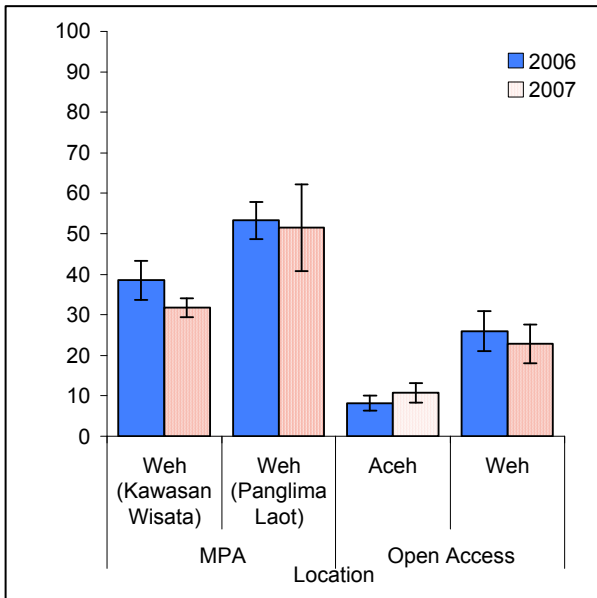 100
90
80
70
60
50
40
30
20
10
0
2006
2007
Weh
(Kawasan
Wisata)
Weh
(Panglima
Laot)
Aceh
Weh
MPA
Open Access
Location